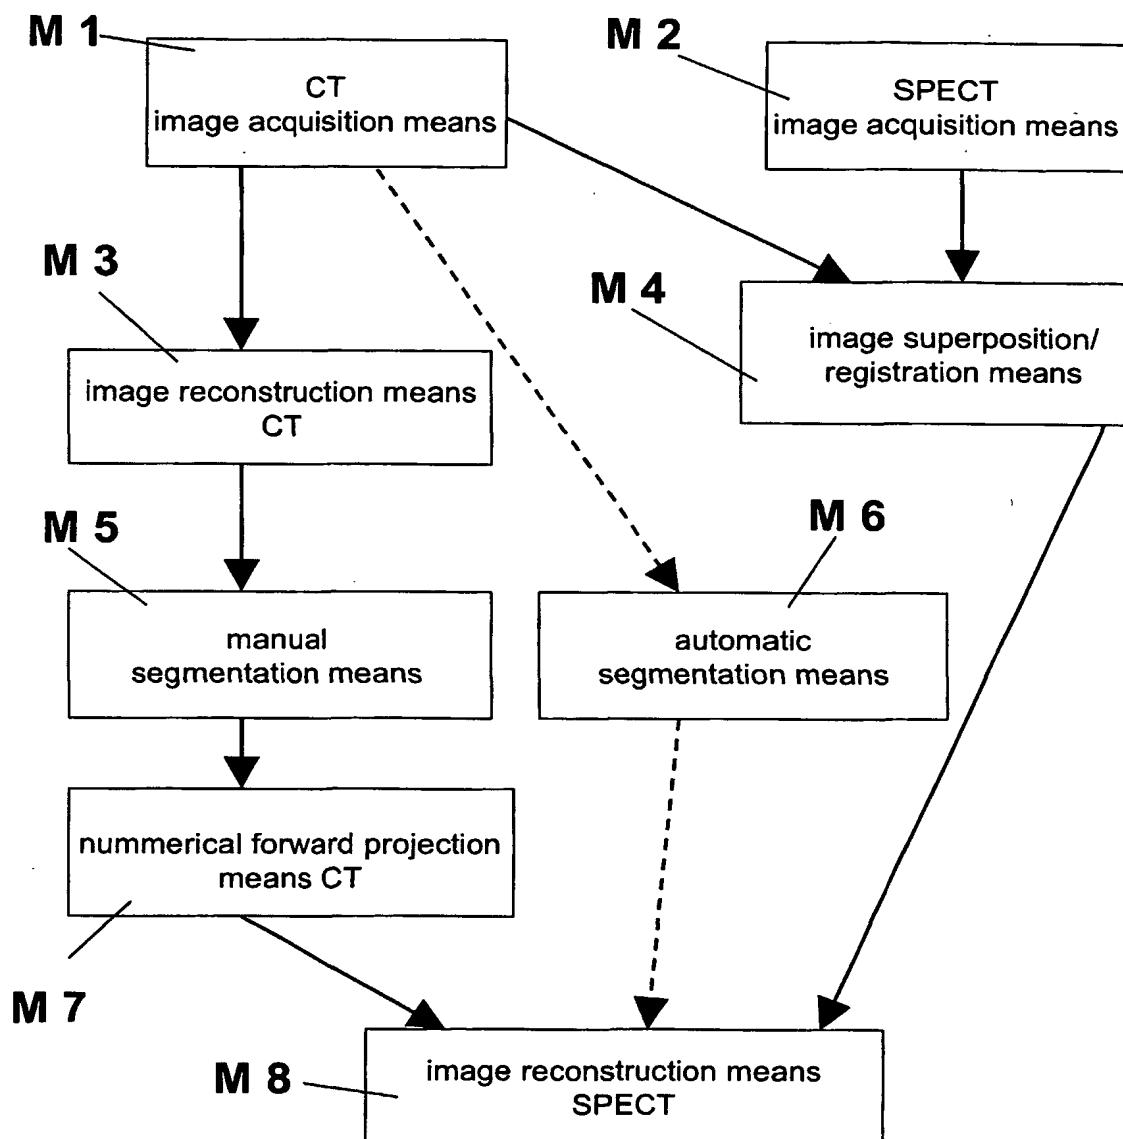 M 1
CT
image acquisition means
M 2
SPECT
image acquisition means
M 3
image reconstruction means
CT
M 4
image superposition/
registration means
M 5
manual
segmentation means
M 6
automatic
segmentation means
nummerical forward projection
means CT
M 7
M 8
image reconstruction means
SPECT